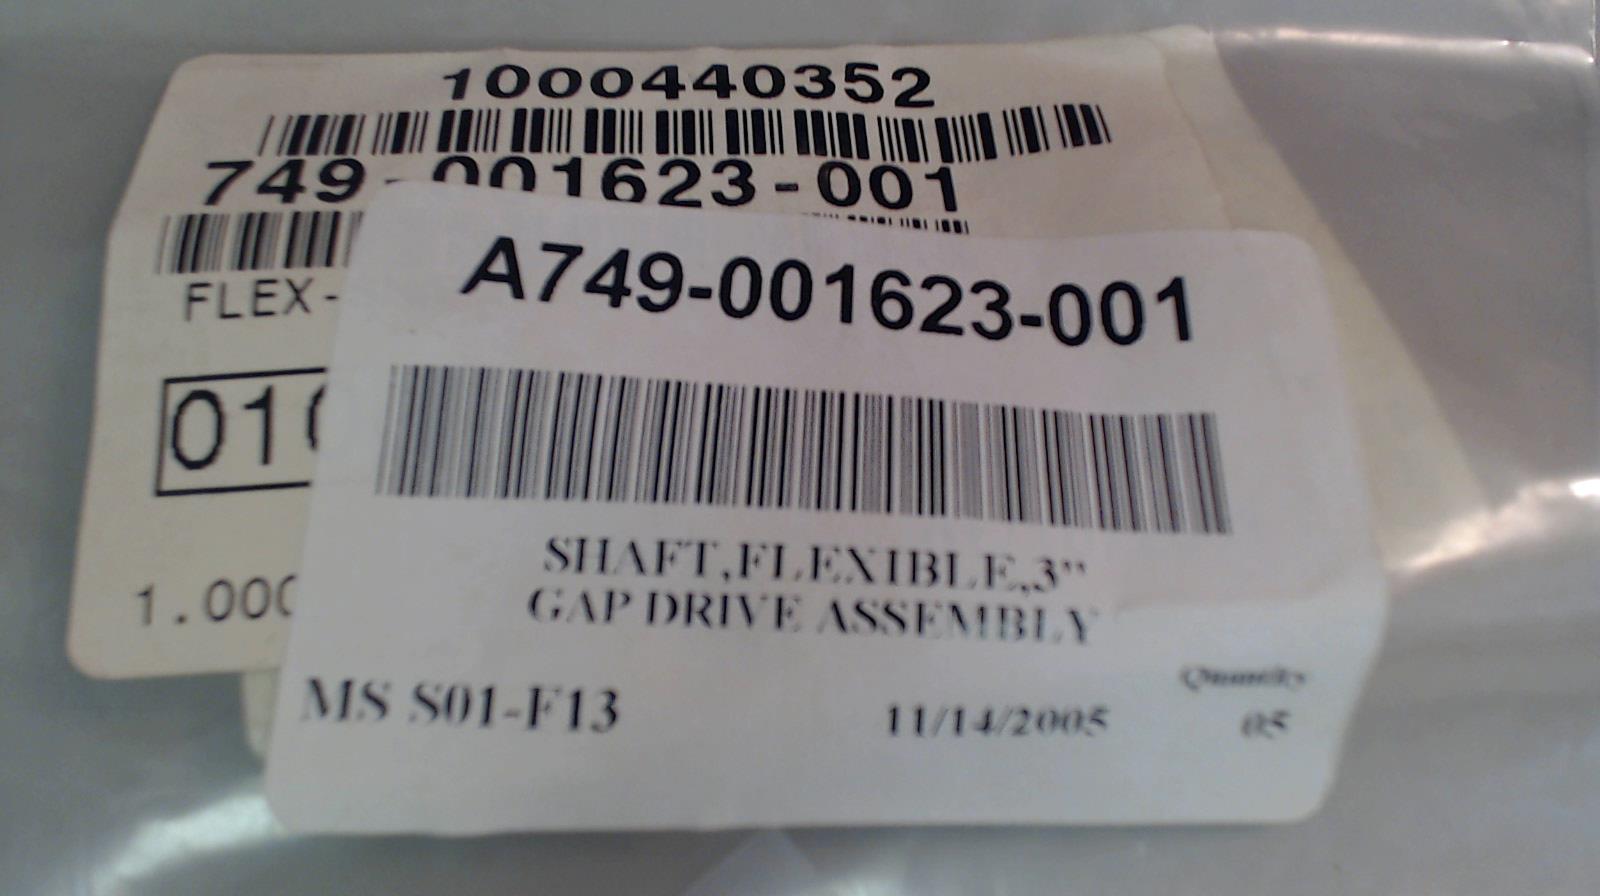 1000440352
749-001623-001
FLEX-
010
1.000
A749-001623-001
SHAFT,FLEXIBLE,3"
GAP DRIVE ASSEMBLY
MS S01-F13
11/14/2005
Quantity
05